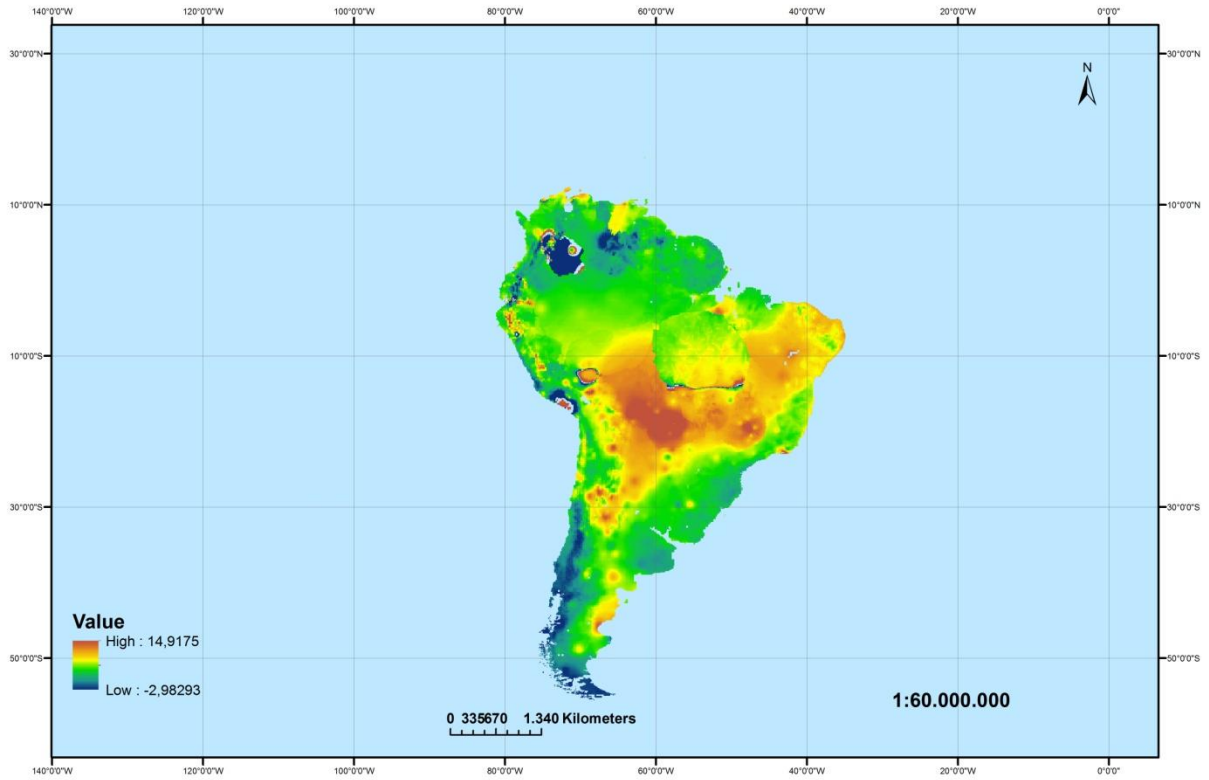 140°0'0"W 120°0'0"W 100°0'0"W 80°0'0"W 60°0'0"W 40°0'0"W 20°0'0"W 0°0'0"
30°0'0"N 30°0'0"N
N
10°0'0"N 10°0'0"N
10°0'0"S 10°0'0"S
30°0'0"S 30°0'0"S
Value
High : 14,9175
50°0'0"S 50°0'0"S
Low : -2,98293
1:60.000.000
0 335670 1.340 Kilometers
140°0'0"W 120°0'0"W 100°0'0"W 80°0'0"W 60°0'0"W 40°0'0"W 20°0'0"W 0°0'0"